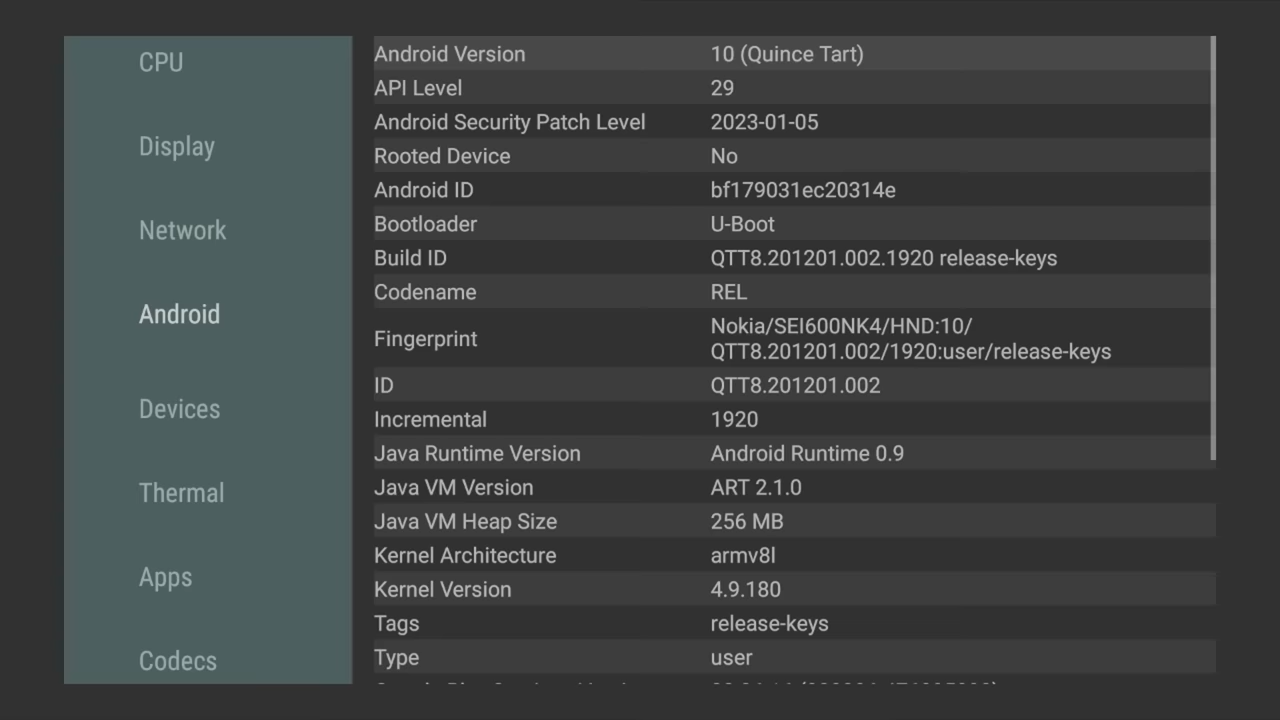 CPU
Display
Network
Android
Devices
Thermal
Apps
Codecs
Android Version 10 (Quince Tart)
API Level 29
Android Security Patch Level 2023-01-05
Rooted Device No
Android ID bf179031ec20314e
Bootloader U-Boot
Build ID QTT8.201201.002.1920 release-keys
Codename REL
Fingerprint Nokia/SEI600NK4/HND:10/
QTT8.201201.002/1920:user/release-keys
ID QTT8.201201.002
Incremental 1920
Java Runtime Version Android Runtime 0.9
Java VM Version ART 2.1.0
Java VM Heap Size 256 MB
Kernel Architecture armv8l
Kernel Version 4.9.180
Tags release-keys
Type user